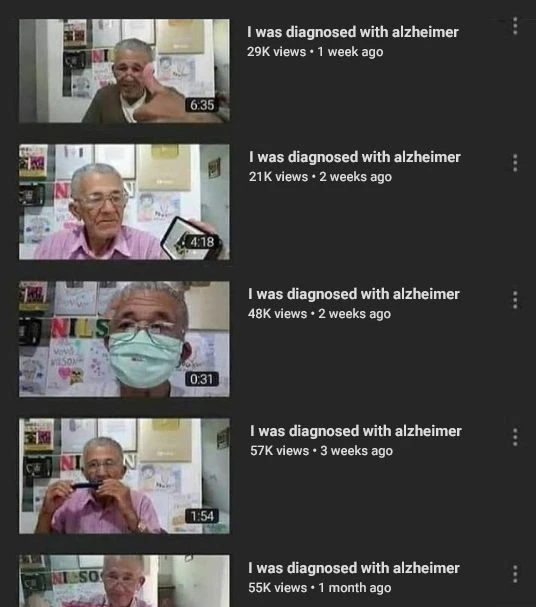 I was diagnosed with alzheimer
29K views • 1 week ago
6:35
I was diagnosed with alzheimer
21K views • 2 weeks ago
4:18
I was diagnosed with alzheimer
48K views • 2 weeks ago
NILS
0:31
I was diagnosed with alzheimer
57K views • 3 weeks ago
1:54
I was diagnosed with alzheimer
55K views • 1 month ago